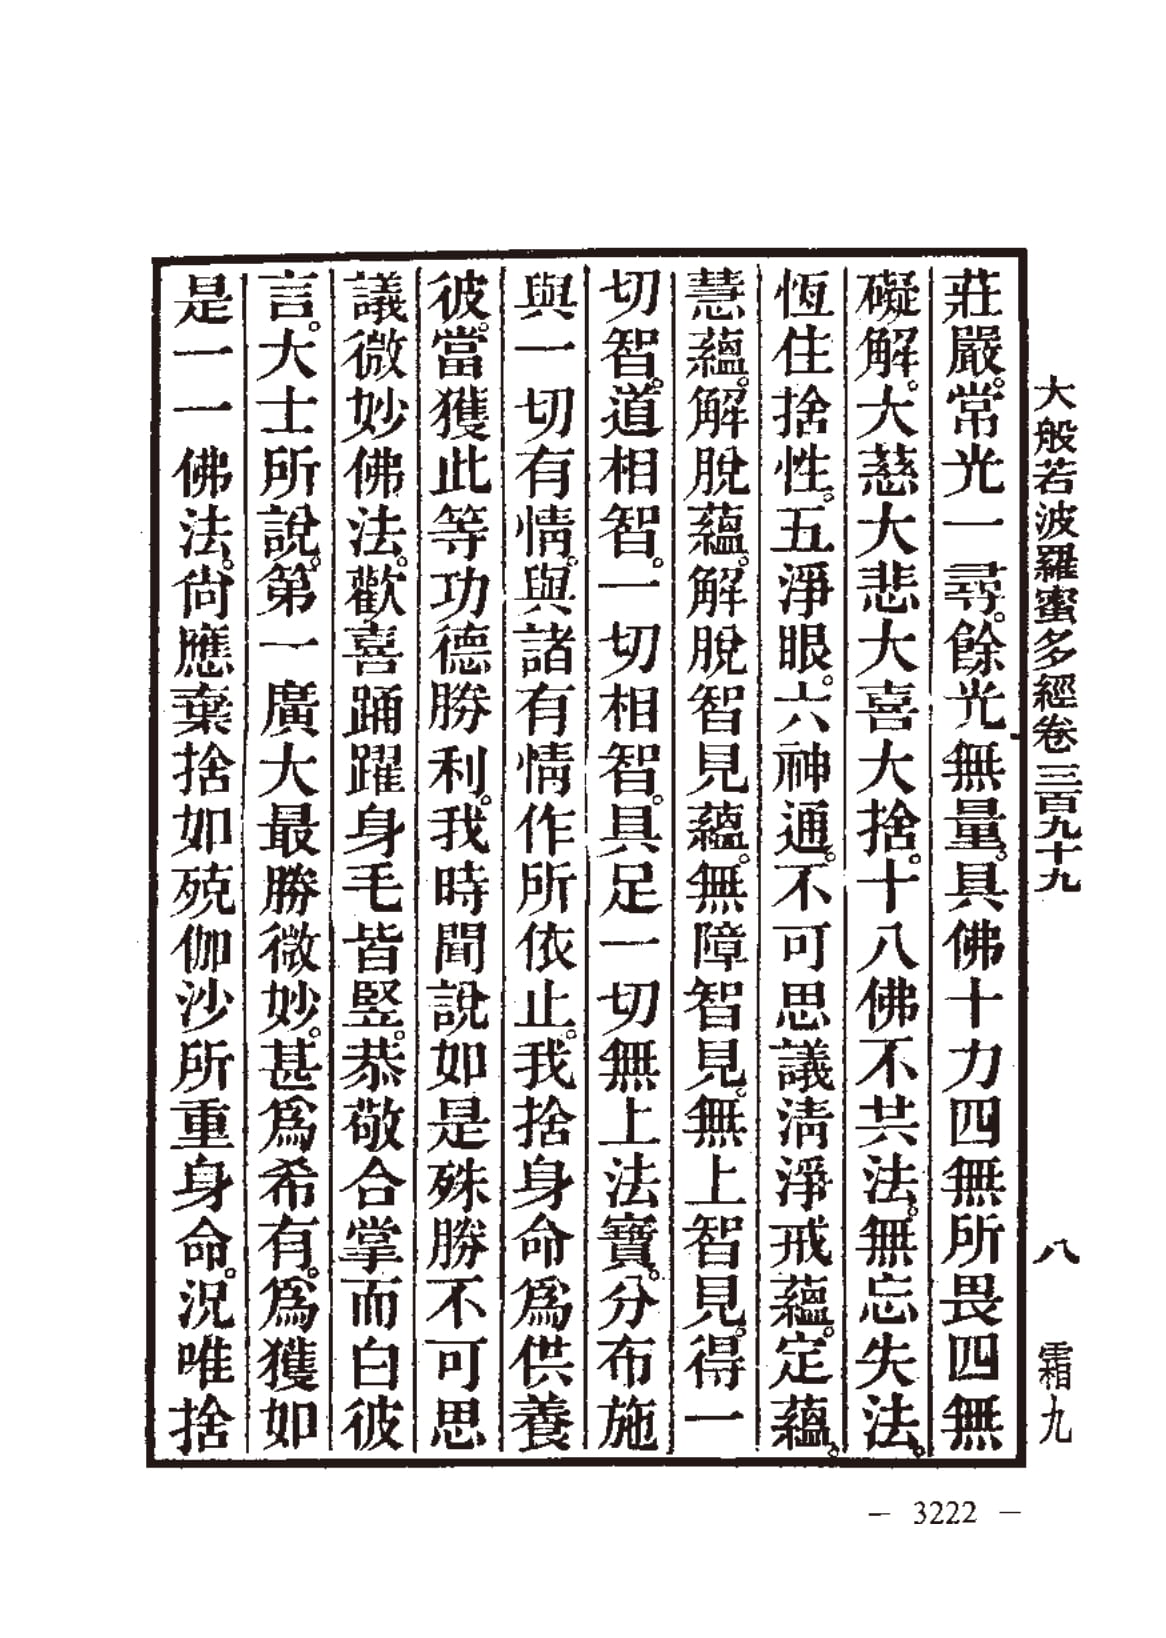 大般若波羅蜜多經卷三百九十九　八　霜九
莊嚴。常光一尋。餘光無量。具佛十力四無所畏四無
礙解。大慈大悲大喜大捨。十八佛不共法。無忘失法。
恆住捨性。五淨眼。六神通。不可思議淸淨戒蘊。定蘊。
慧蘊。解脫蘊。解脫智見蘊。無障智見。無上智見。得一
切智。道相智。一切相智。具足一切無上法寶。分布施
與一切有情。與諸有情作所依止。我捨身命爲供養
彼。當獲此等功德勝利。我時聞說如是殊勝不可思
議微妙佛法。歡喜踊躍身毛皆豎。恭敬合掌而白彼
言。大士所說。第一廣大最勝微妙。甚爲希有。爲獲如
是一一佛法。尙應棄捨如殑伽沙所重身命。況唯捨
— 3222 —